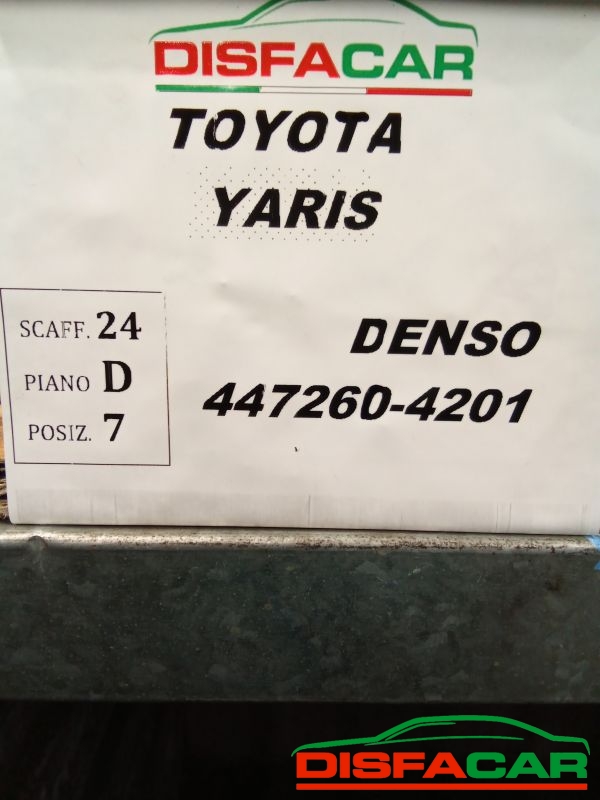 DISFACAR
TOYOTA
YARIS
SCAFF. 24
PIANO D
POSIZ. 7
DENSO
447260-4201
DISFACAR